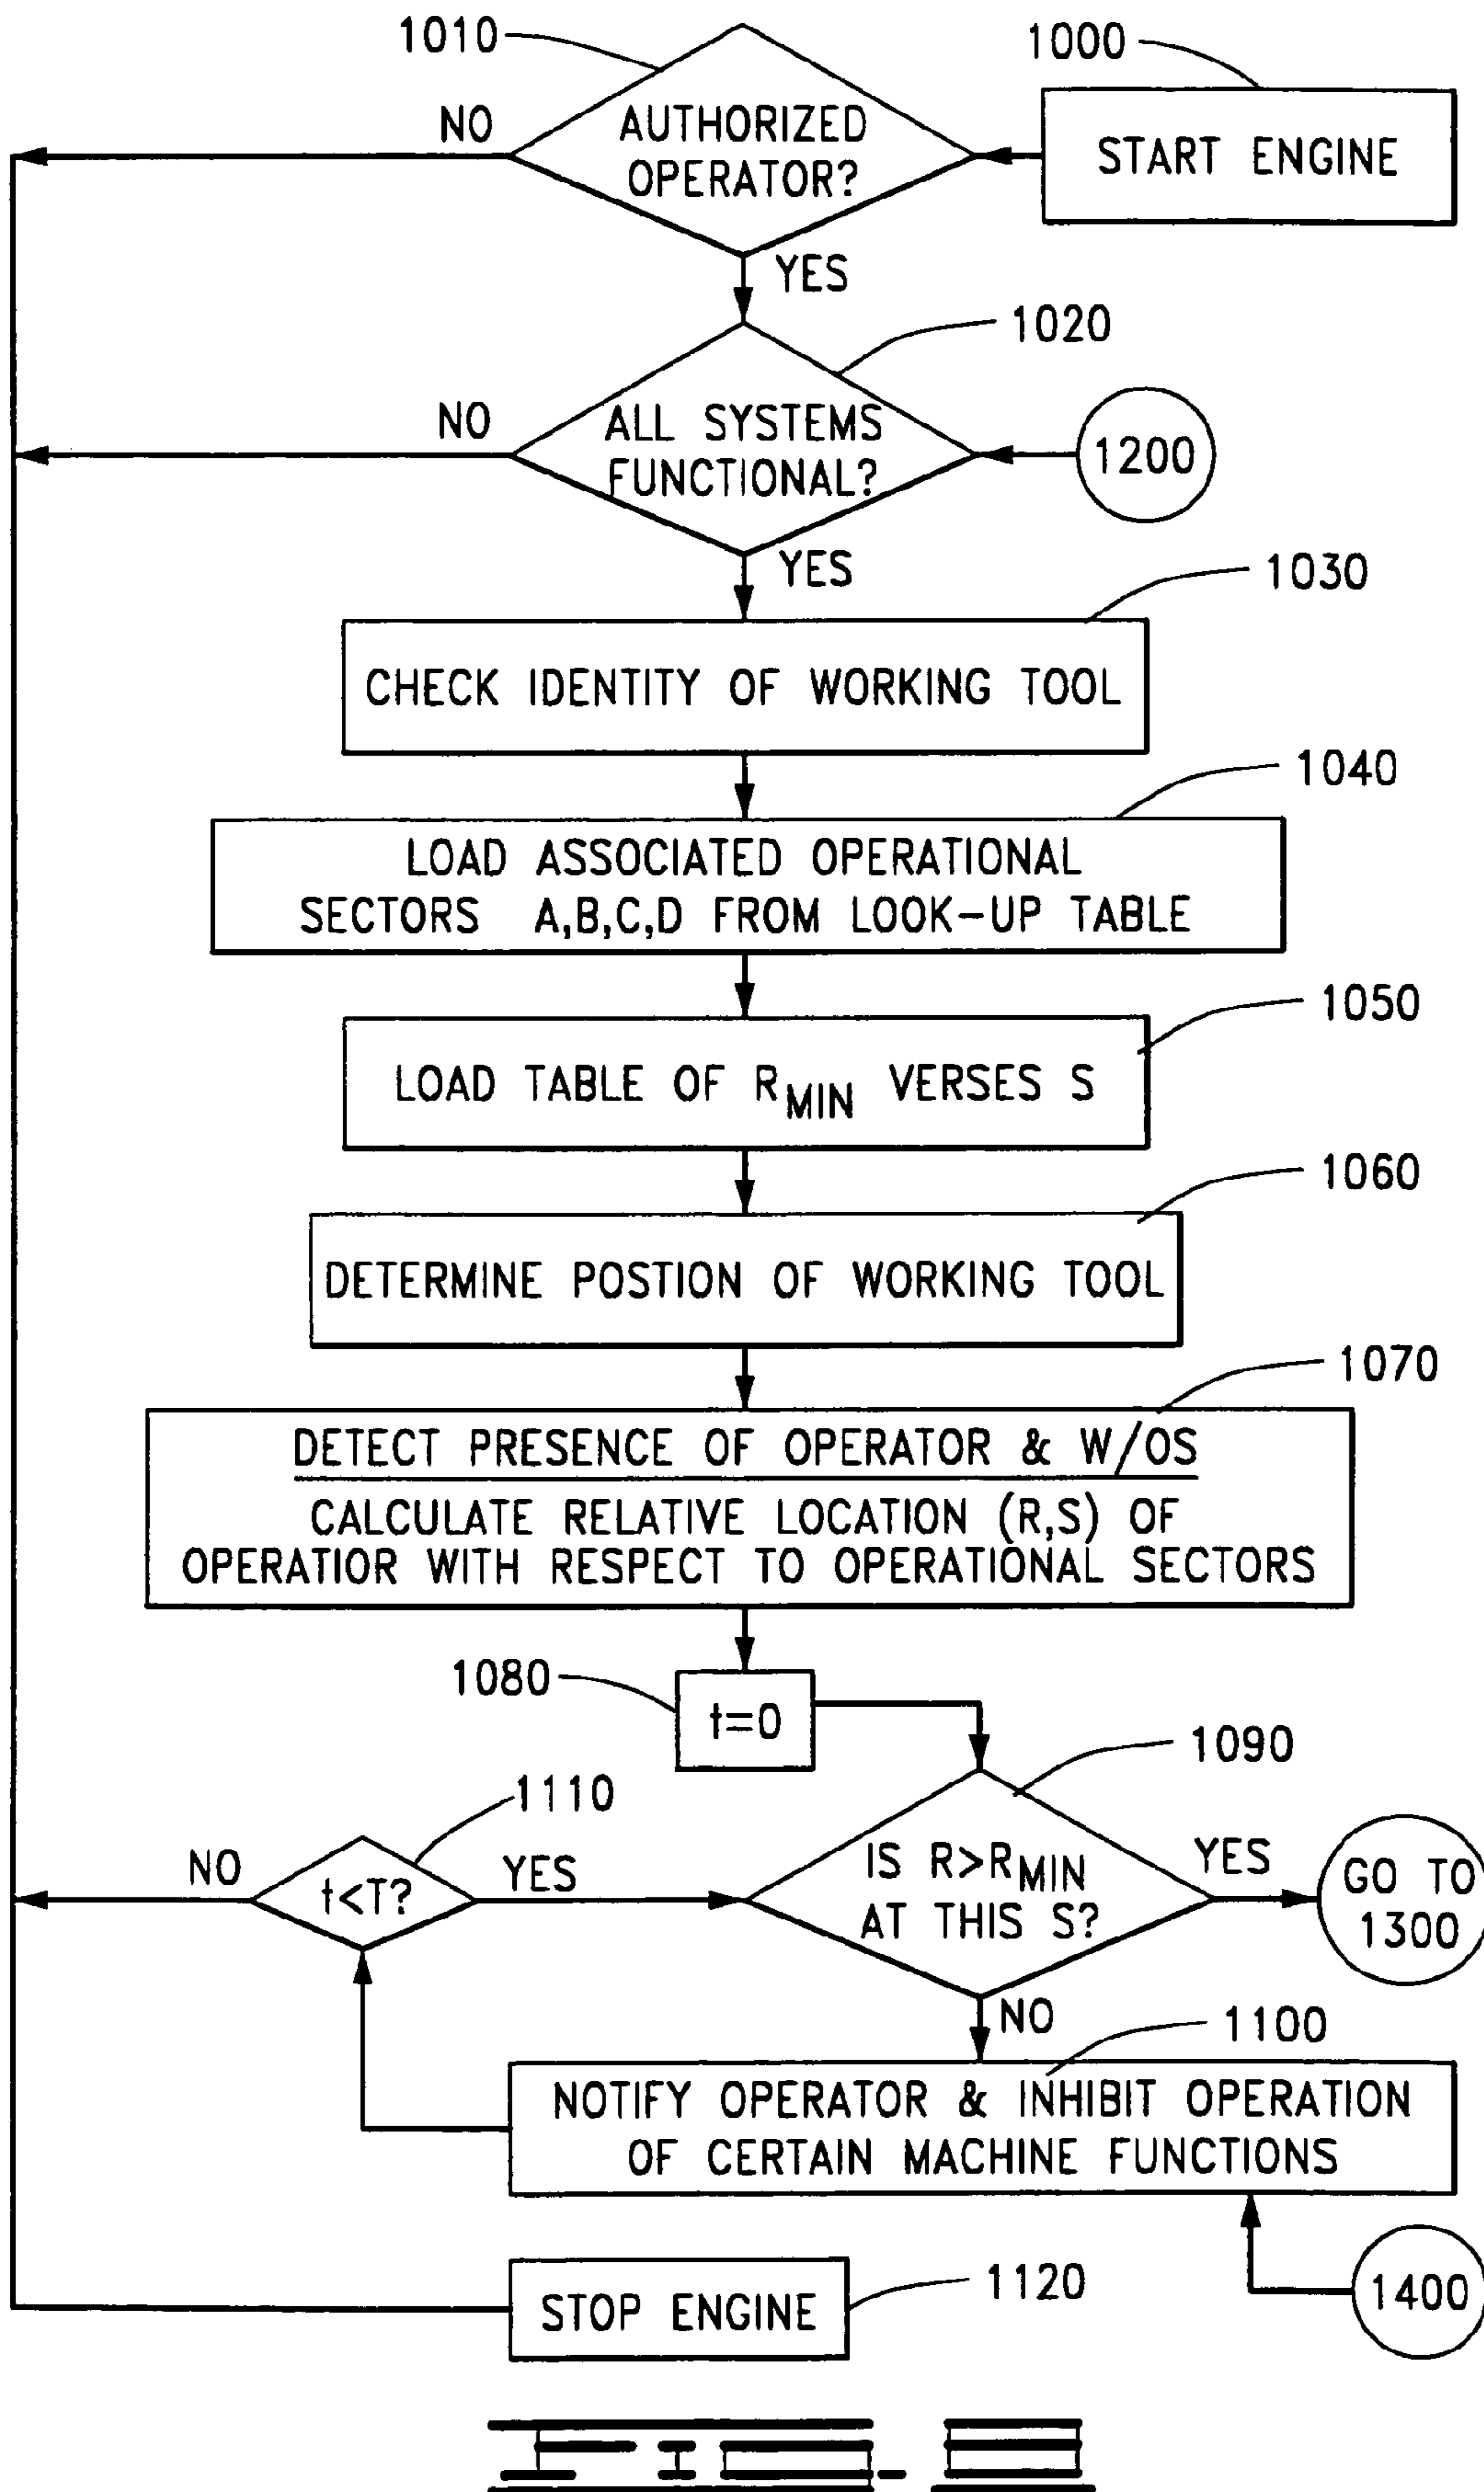 1010
1000
NO
AUTHORIZED
OPERATOR?
START ENGINE
YES
1020
NO
ALL SYSTEMS
FUNCTIONAL?
1200
YES
1030
CHECK IDENTITY OF WORKING TOOL
1040
LOAD ASSOCIATED OPERATIONAL
SECTORS A,B,C,D FROM LOOK-UP TABLE
1050
LOAD TABLE OF RMIN VERSES S
1060
DETERMINE POSTION OF WORKING TOOL
1070
DETECT PRESENCE OF OPERATOR & W/OS
CALCULATE RELATIVE LOCATION (R,S) OF
OPERATIOR WITH RESPECT TO OPERATIONAL SECTORS
1080
t=0
1090
1110
NO
t<T?
YES
IS R>RMIN
AT THIS S?
YES
GO TO
1300
NO
1100
NOTIFY OPERATOR & INHIBIT OPERATION
OF CERTAIN MACHINE FUNCTIONS
STOP ENGINE
1120
1400